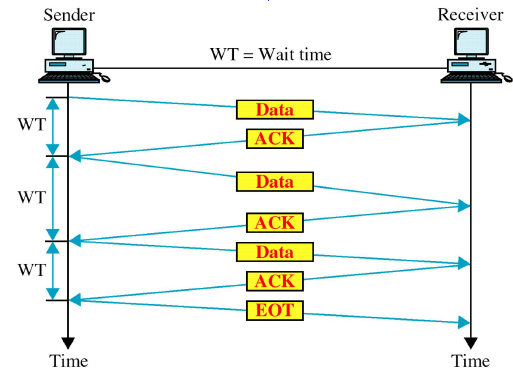 Sender
Receiver
WT = Wait time
Data
WT
ACK
Data
WT
ACK
Data
WT
ACK
EOT
Time
Time